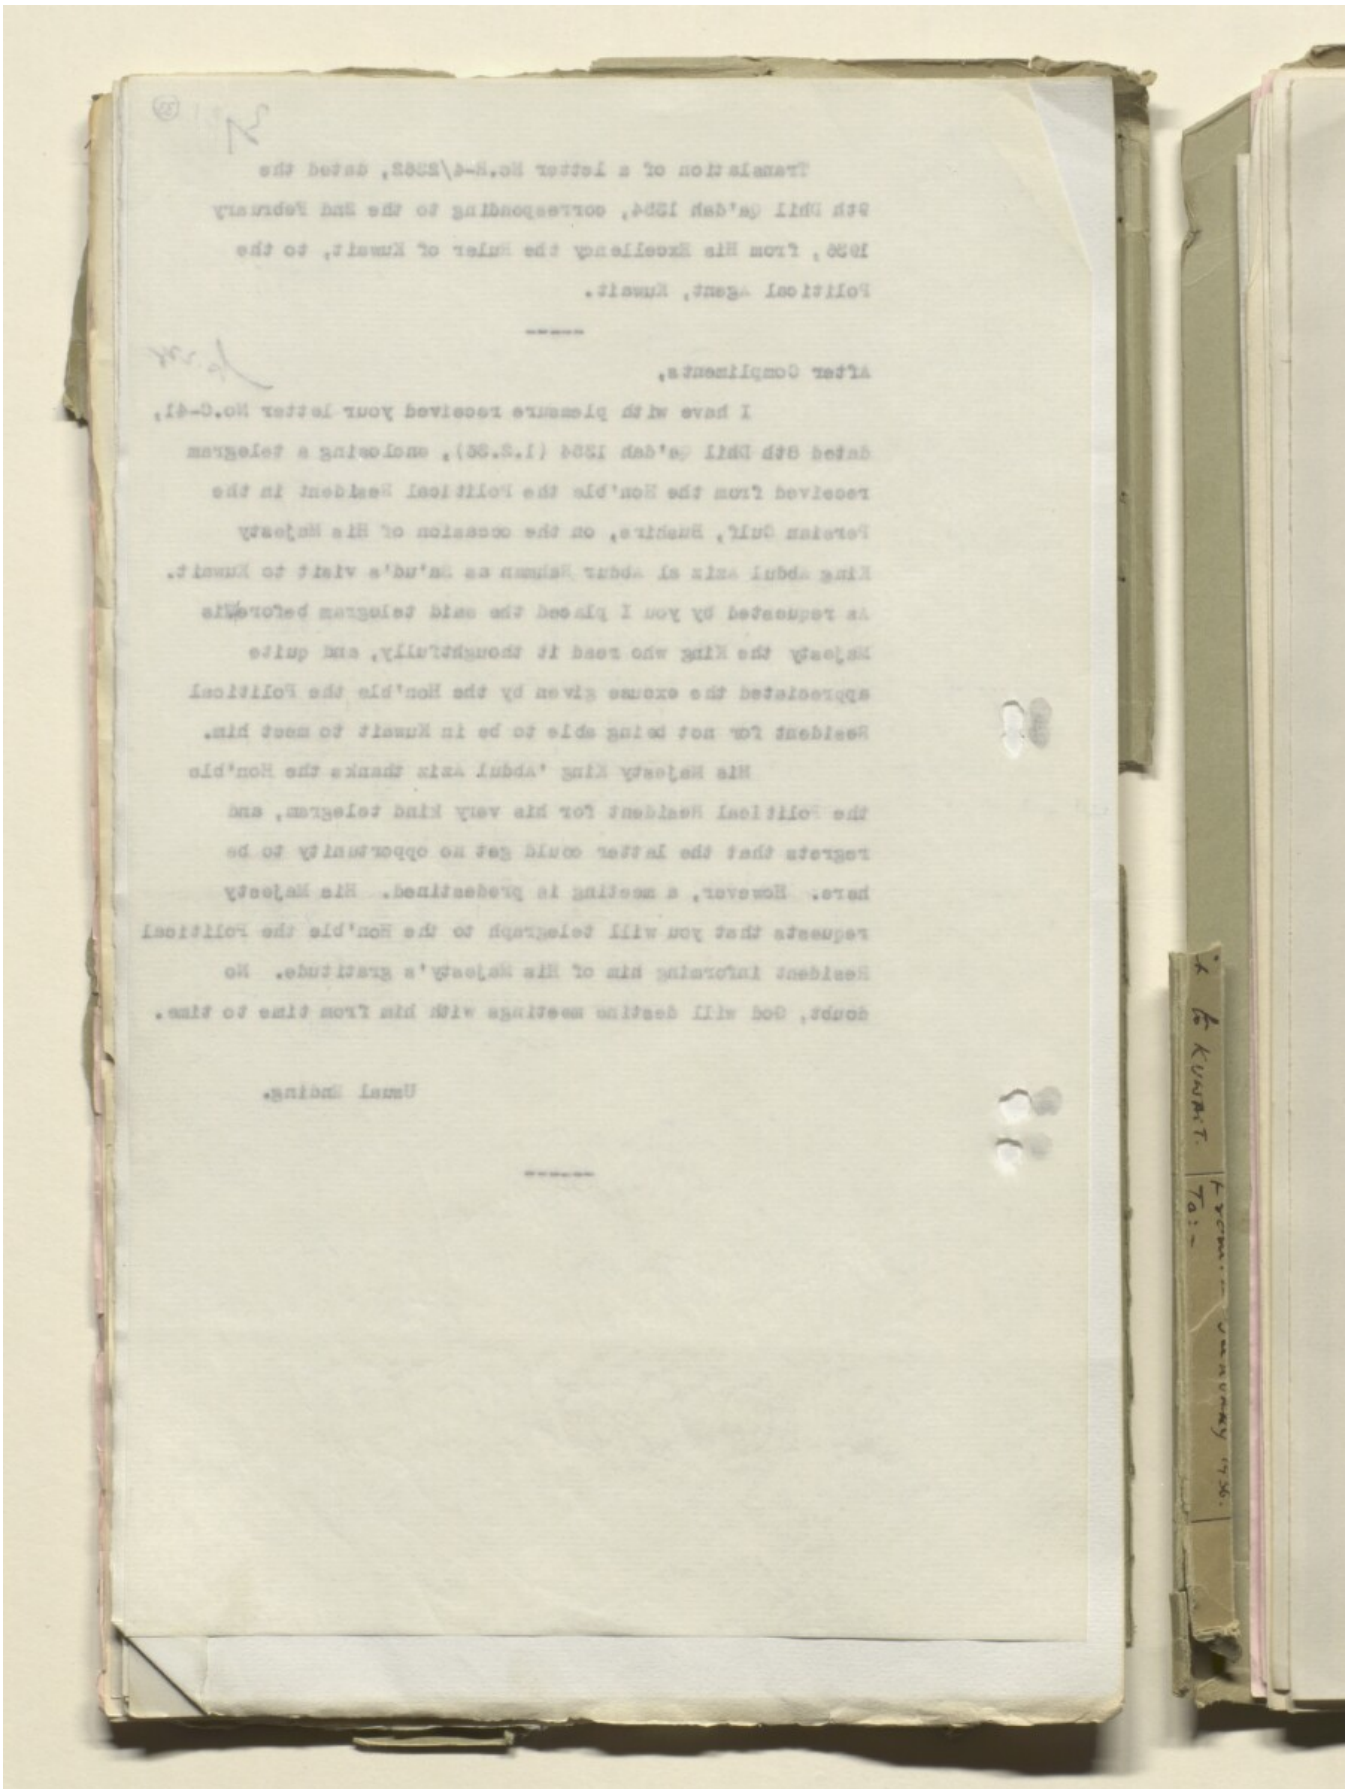 Translation of a letter No.R-4/2362, dated the
9th Dhil Qa'dah 1354, corresponding to the 2nd February
1936, from His Excellency the Ruler of Kuwait, to the
Political Agent, Kuwait.
-----
After Compliments,
I have with pleasure received your letter No.C-41,
dated 8th Dhil Qa'dah 1354 (1.2.36), enclosing a telegram
received from the Hon'ble the Political Resident in the
Persian Gulf, Bushire, on the occasion of His Majesty
King Abdul Aziz al Abdur Rahman as Sa'ud's visit to Kuwait.
As requested by you I placed the said telegram before His
Majesty the King who read it thoughtfully, and quite
appreciated the excuse given by the Hon'ble the Political
Resident for not being able to be in Kuwait to meet him.
His Majesty King 'Abdul Aziz thanks the Hon'ble
the Political Resident for his very kind telegram, and
regrets that the latter could get no opportunity to be
here. However, a meeting is predestined. His Majesty
requests that you will telegraph to the Hon'ble the Political
Resident informing him of His Majesty's gratitude. No
doubt, God will destine meetings with him from time to time.
Usual Ending.
------
to KUWAIT.
From:- January 1936.
To:-